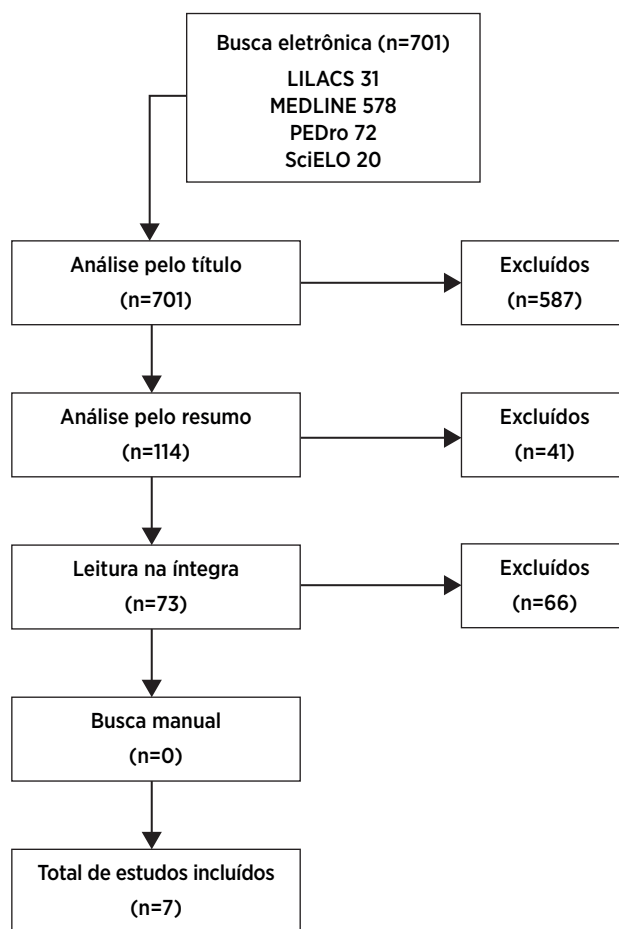 Busca eletrônica (n=701)
LILACS 31
MEDLINE 578
PEDro 72
SciELO 20
Análise pelo título
(n=701)
Excluídos
(n=587)
Análise pelo resumo
(n=114)
Excluídos
(n=41)
Leitura na íntegra
(n=73)
Excluídos
(n=66)
Busca manual
(n=0)
Total de estudos incluídos
(n=7)